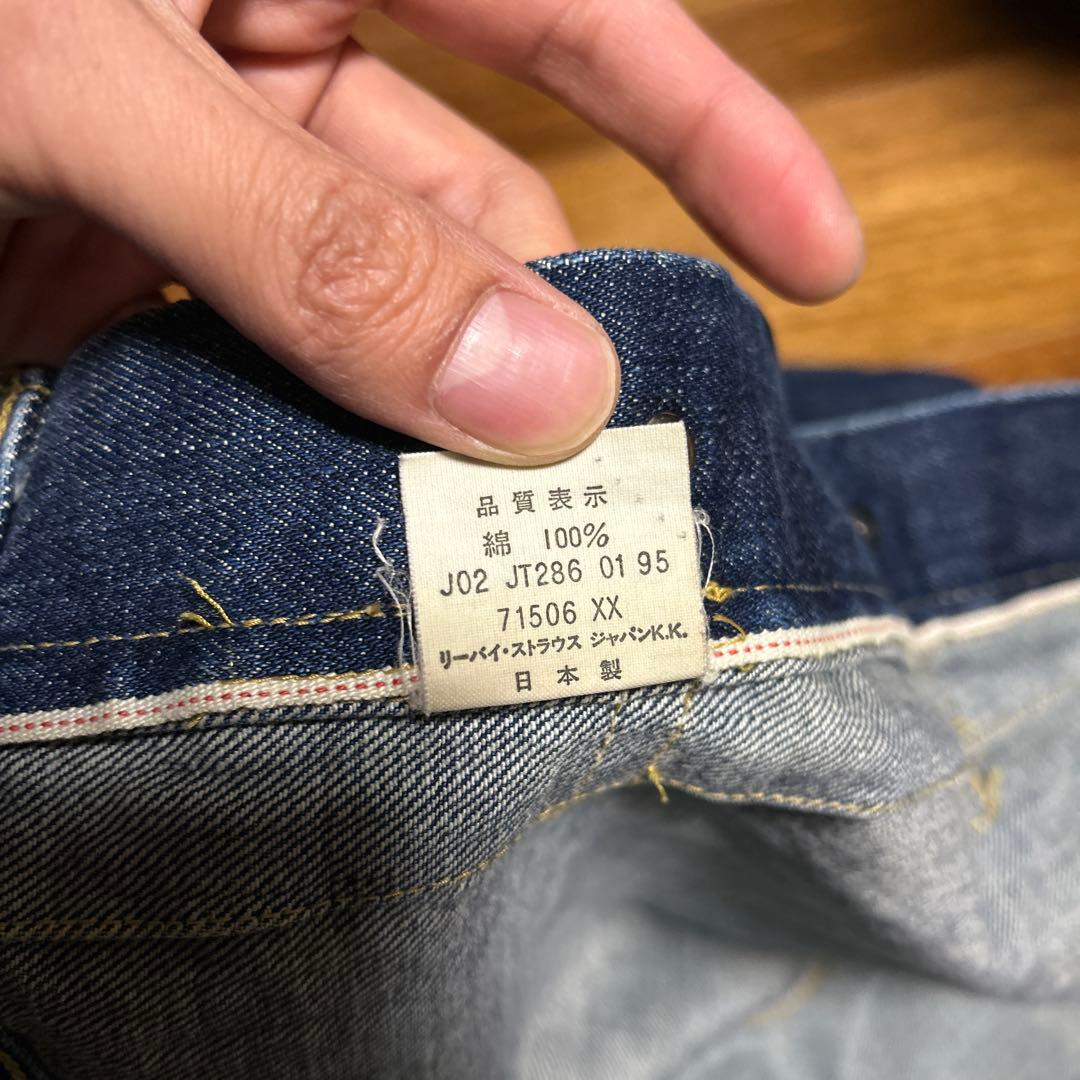 品質表示
綿 100%
J02 JT286 01 95
71506 XX
リーバイ・ストラウス ジャパンK.K.
日本製